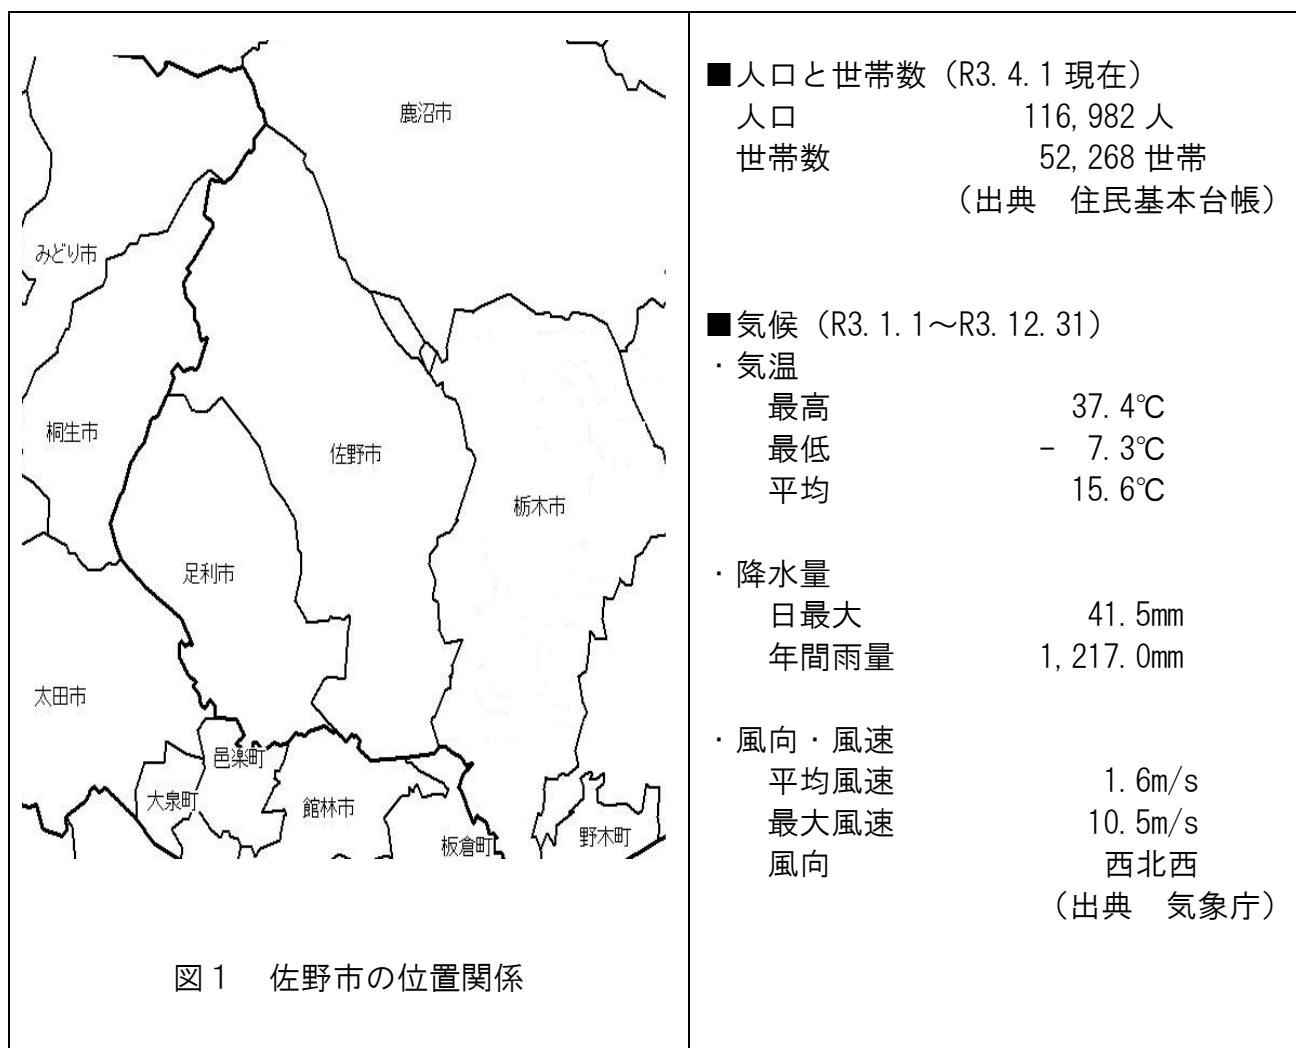 鹿沼市
みどり市
桐生市
佐野市
栃木市
足利市
太田市
邑楽町
大泉町
館林市
板倉町
野木町
図1 佐野市の位置関係
■人口と世帯数（R3.4.1現在）
人口 116,982人
世帯数 52,268世帯
（出典 住民基本台帳）
■気候（R3.1.1～R3.12.31）
・気温
最高 37.4℃
最低 － 7.3℃
平均 15.6℃
・降水量
日最大 41.5mm
年間雨量 1,217.0mm
・風向・風速
平均風速 1.6m/s
最大風速 10.5m/s
風向 西北西
（出典 気象庁）